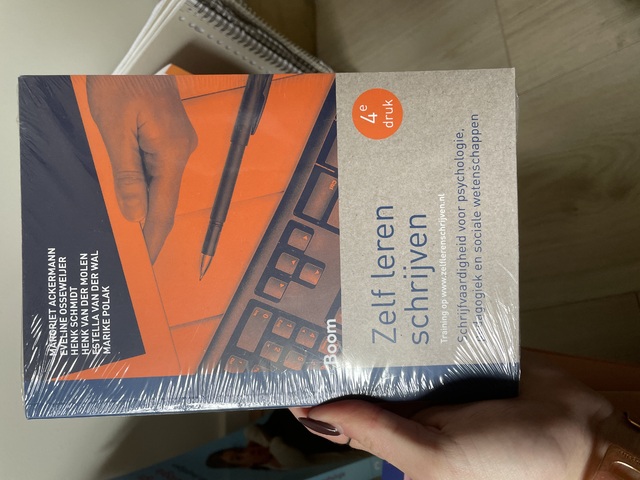 MARGRIET ACKERMANN
EVELINE OSSEWEIJER
HENK SCHMIDT
HENK VAN DER MOLEN
ESTELLA VAN DER WAL
MARIKE POLAK
Boom
4e
druk
Zelf leren
schrijven
Training op www.zelflerenschrijven.nl
Schrijfvaardigheid voor psychologie,
pedagogiek en sociale wetenschappen